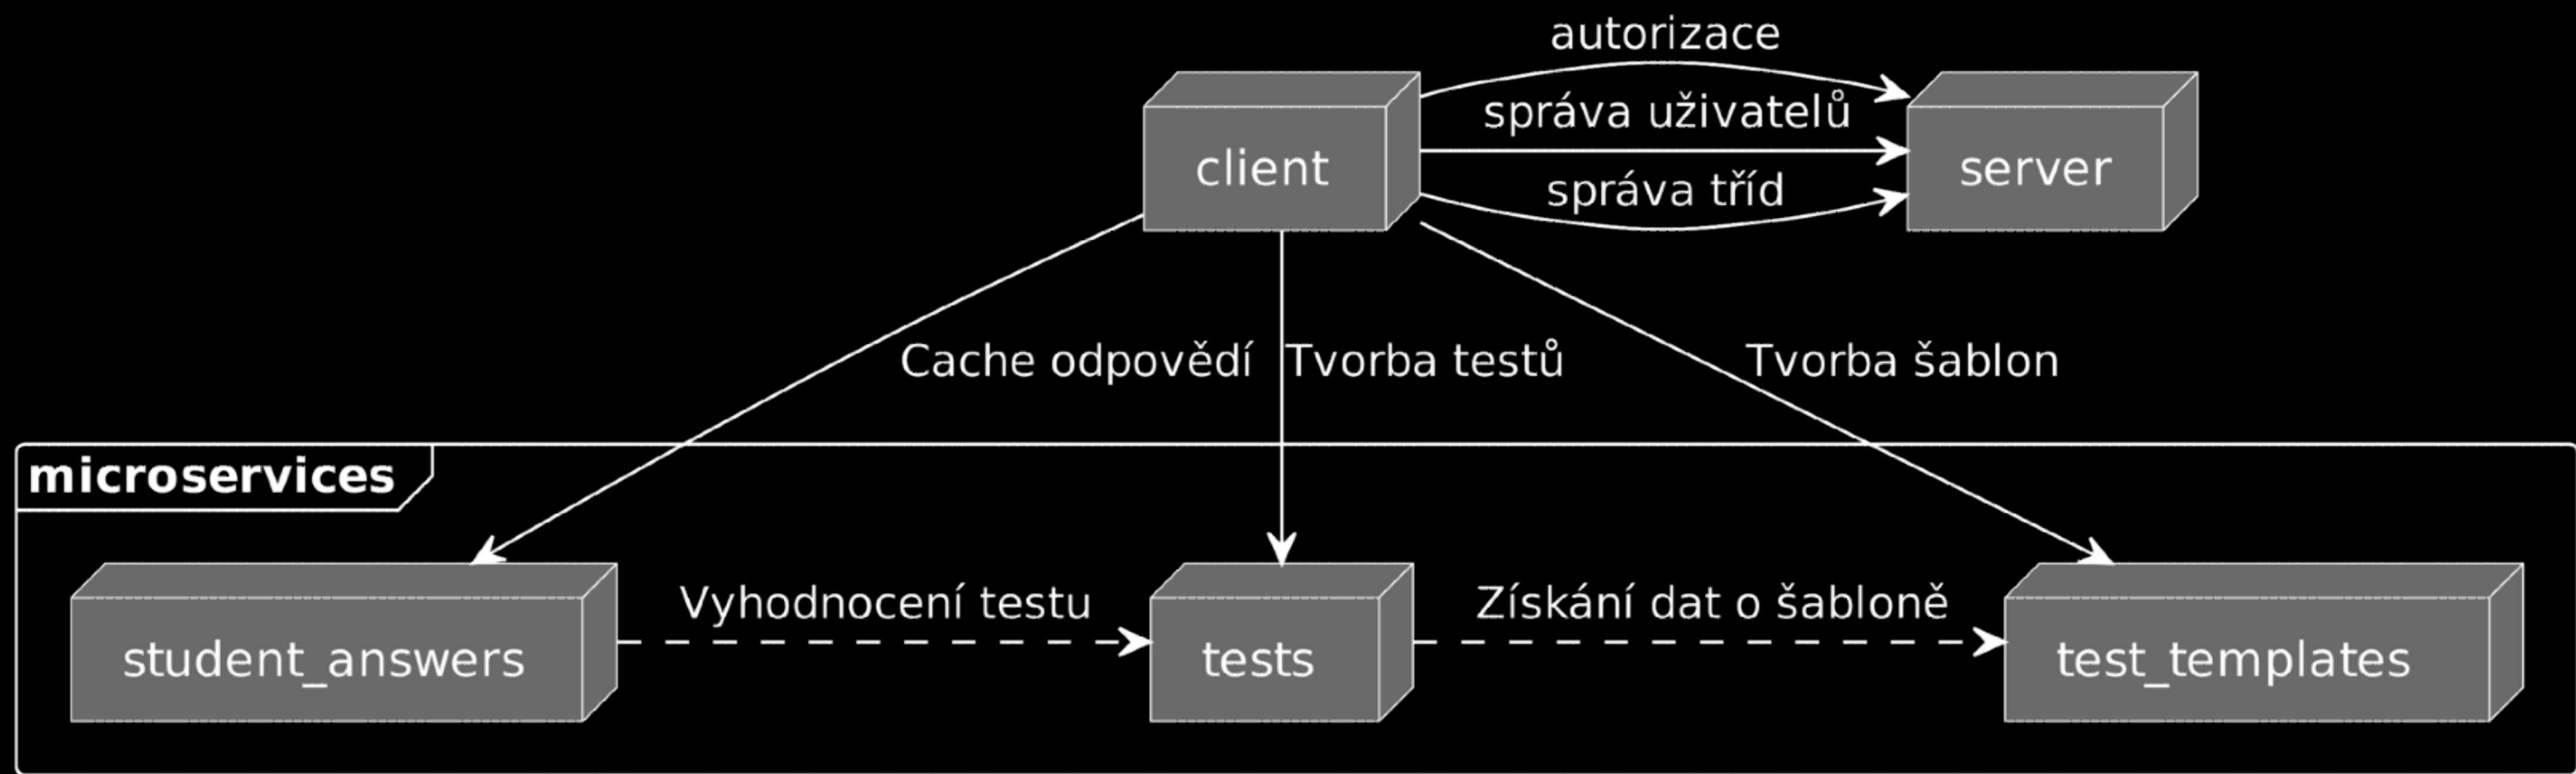 autorizace
správa uživatelů
client
server
správa tříd
Cache odpovědí
Tvorba testů
Tvorba šablon
microservices
Vyhodnocení testu
Získání dat o šabloně
student_answers
tests
test_templates